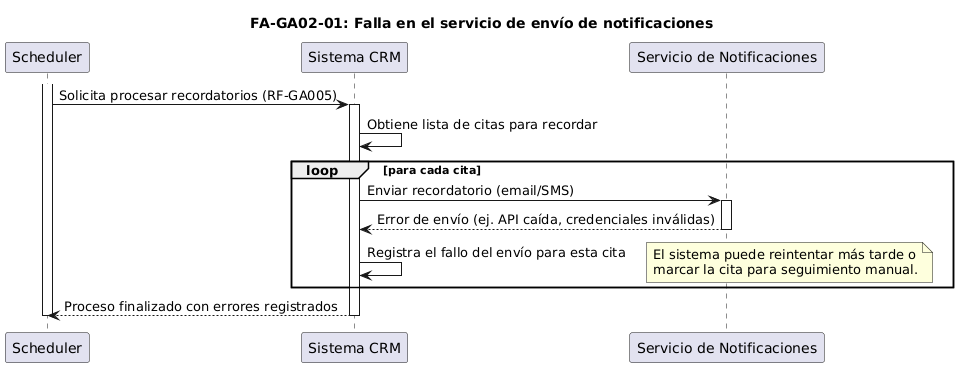 FA-GA02-01: Falla en el servicio de envío de notificaciones
Scheduler
Sistema CRM
Servicio de Notificaciones
Solicita procesar recordatorios (RF-GA005)
Obtiene lista de citas para recordar
loop
[para cada cita]
Enviar recordatorio (email/SMS)
Error de envío (ej. API caída, credenciales inválidas)
Registra el fallo del envío para esta cita
El sistema puede reintentar más tarde o
marcar la cita para seguimiento manual.
Proceso finalizado con errores registrados
Scheduler
Sistema CRM
Servicio de Notificaciones